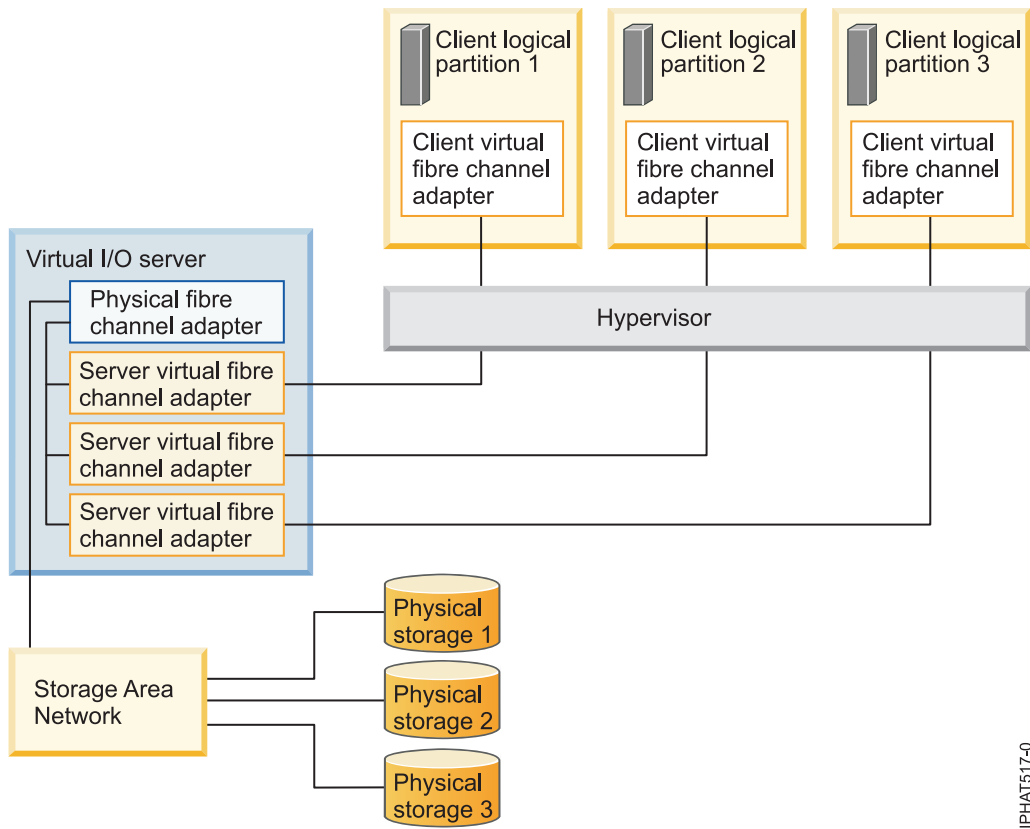 Client logical
partition 1
Client logical
partition 2
Client logical
partition 3
Client virtual
fibre channel
adapter
Client virtual
fibre channel
adapter
Client virtual
fibre channel
adapter
Virtual I/O server
Physical fibre
channel adapter
Hypervisor
Server virtual fibre
channel adapter
Server virtual fibre
channel adapter
Server virtual fibre
channel adapter
Physical
storage 1
Storage Area
Network
Physical
storage 2
Physical
storage 3
IPHAT517-0